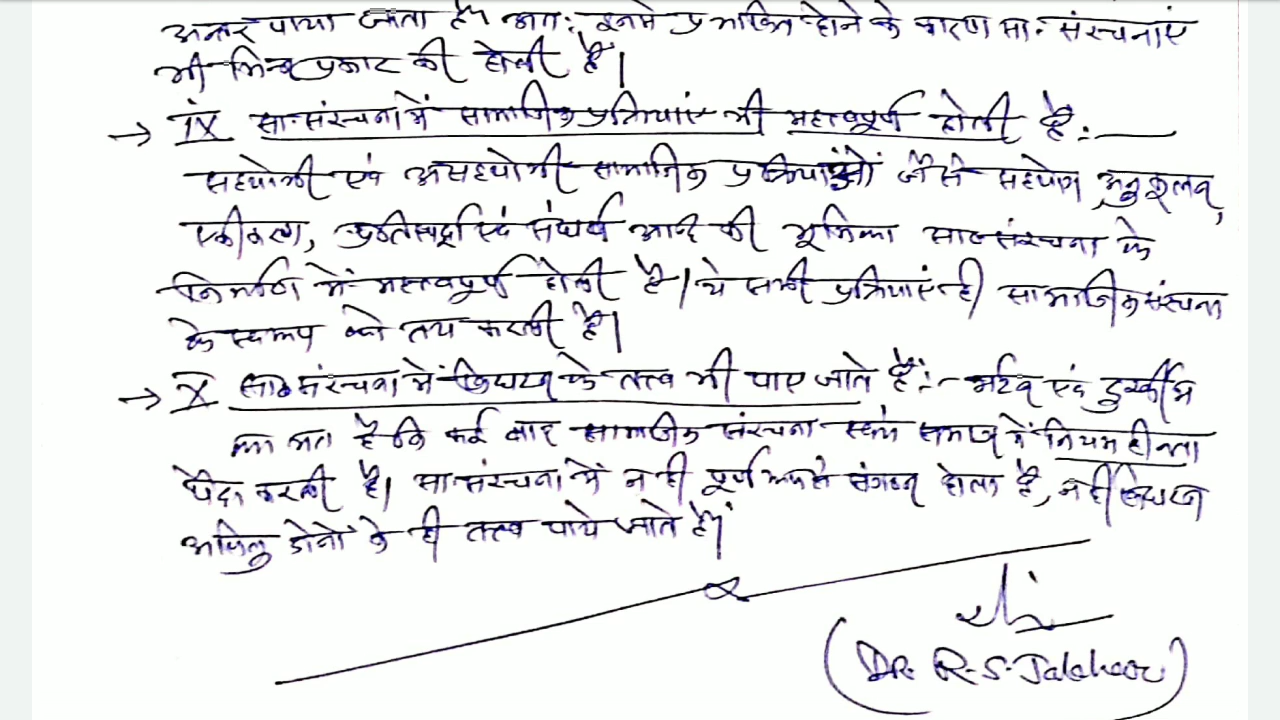 अन्तर पाया जाता है। अतः इनसे प्रभावित होने के कारण सा० संरचनाएं
भी भिन्न प्रकार की होती है।
→ IX सा० संरचना में सामाजिक प्रक्रियाएं भी महत्वपूर्ण होती है:—
सहयोगी एवं असहयोगी सामाजिक प्रक्रियाओं जैसे सहयोग, अनुकूलन,
एकीकरण, प्रतिस्पर्द्धा एवं संघर्ष आदि की भूमिका सा० संरचना के
निर्माण में महत्वपूर्ण होती है। ये सभी प्रक्रियाएं ही सामाजिक संरचना
के स्वरूप को तय करती है।
→ X सा० संरचना में विघटन के तत्त्व भी पाए जाते हैं:- मर्टन एवं दुर्खीम
का मत है कि कई बार सामाजिक संरचना स्वयं समाज में नियमहीनता
पैदा करती है। सा० संरचना में न ही पूर्ण रूप से संगठन होता है, न ही विघटन
अपितु दोनों के ही तत्त्व पाये जाते हैं।
(Dr. R.S. Jakhar)